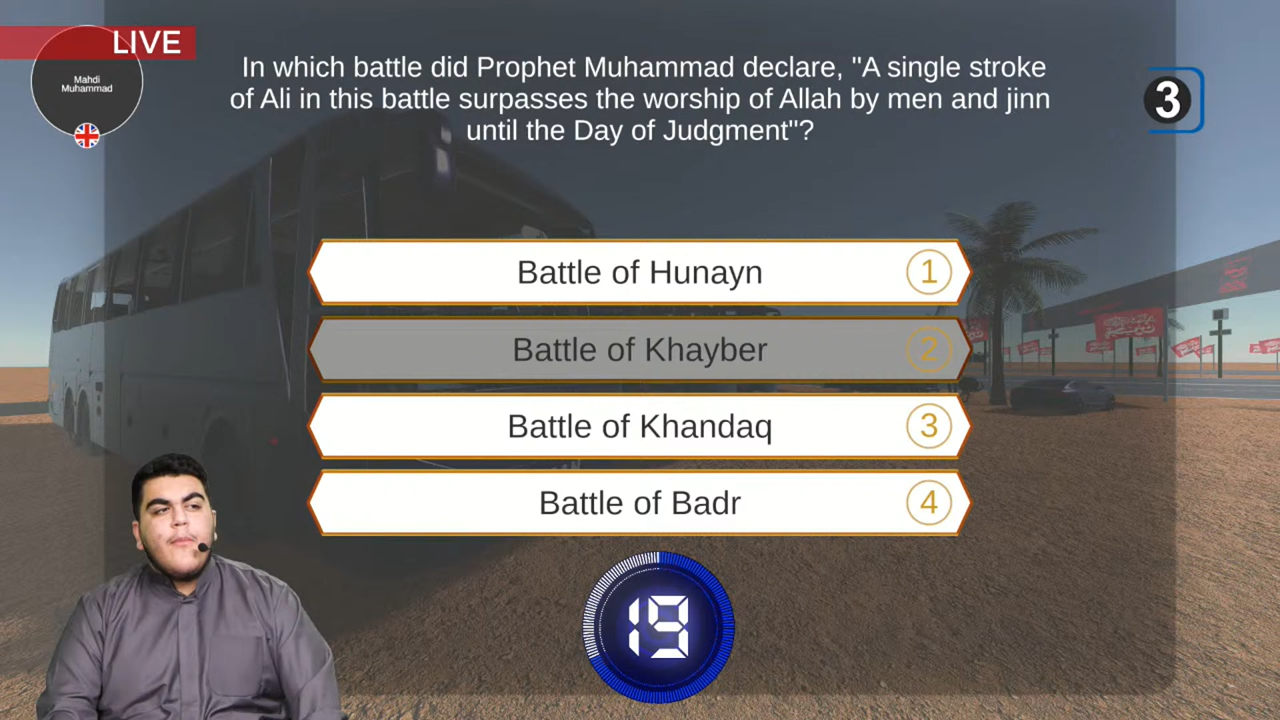 LIVE
Mahdi
Muhammad
In which battle did Prophet Muhammad declare, "A single stroke
of Ali in this battle surpasses the worship of Allah by men and jinn
until the Day of Judgment"?
3
Battle of Hunayn 1
Battle of Khayber 2
Battle of Khandaq 3
Battle of Badr 4
19